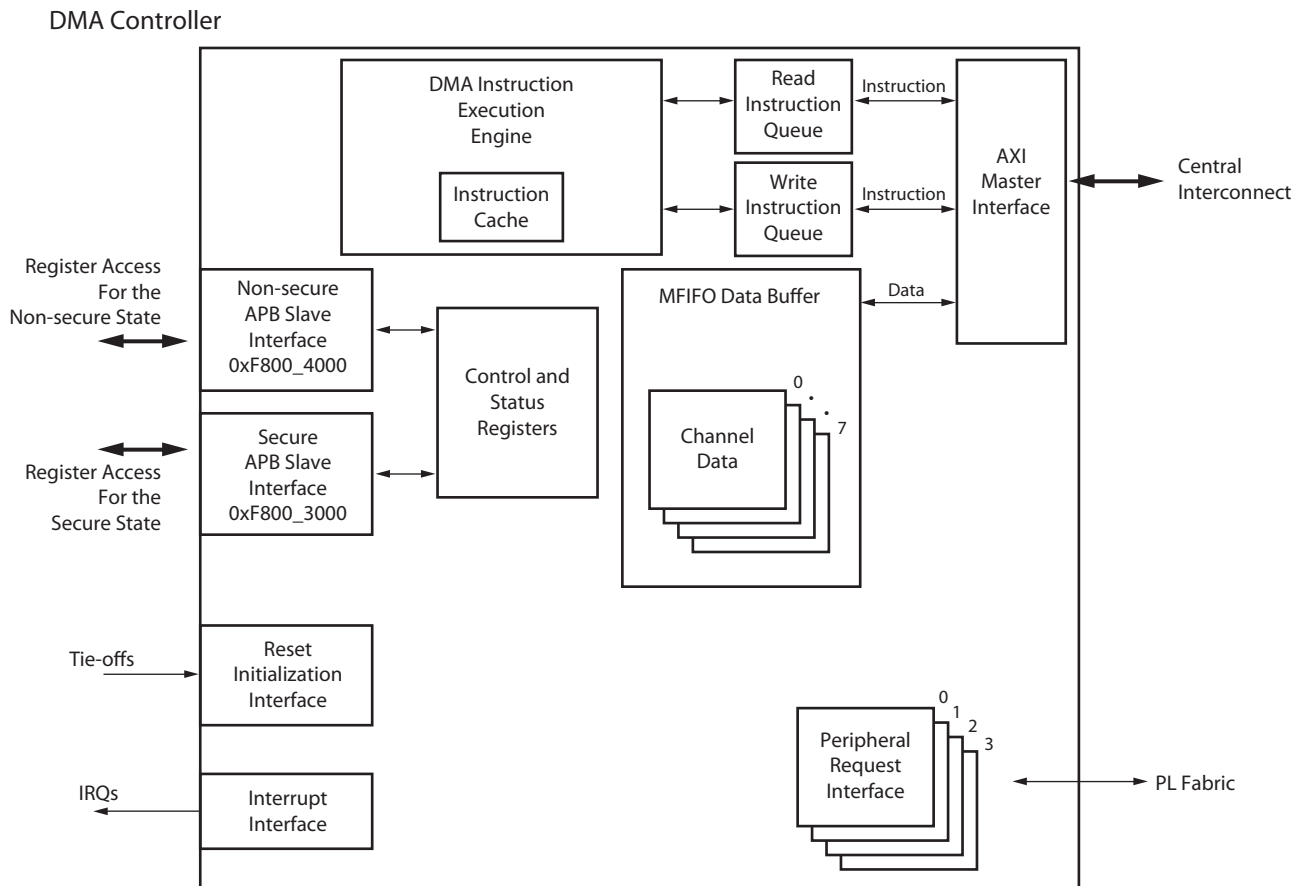 DMA Controller
DMA Instruction
Execution
Engine
Instruction
Cache
Read
Instruction
Queue
Instruction
Write
Instruction
Queue
Instruction
AXI
Master
Interface
Central
Interconnect
Register Access
For the
Non-secure State
Non-secure
APB Slave
Interface
0xF800_4000
Control and
Status
Registers
MFIFO Data Buffer
Data
Channel
Data
0
.
.
7
Register Access
For the
Secure State
Secure
APB Slave
Interface
0xF800_3000
Tie-offs
Reset
Initialization
Interface
IRQs
Interrupt
Interface
Peripheral
Request
Interface
0
1
2
3
PL Fabric